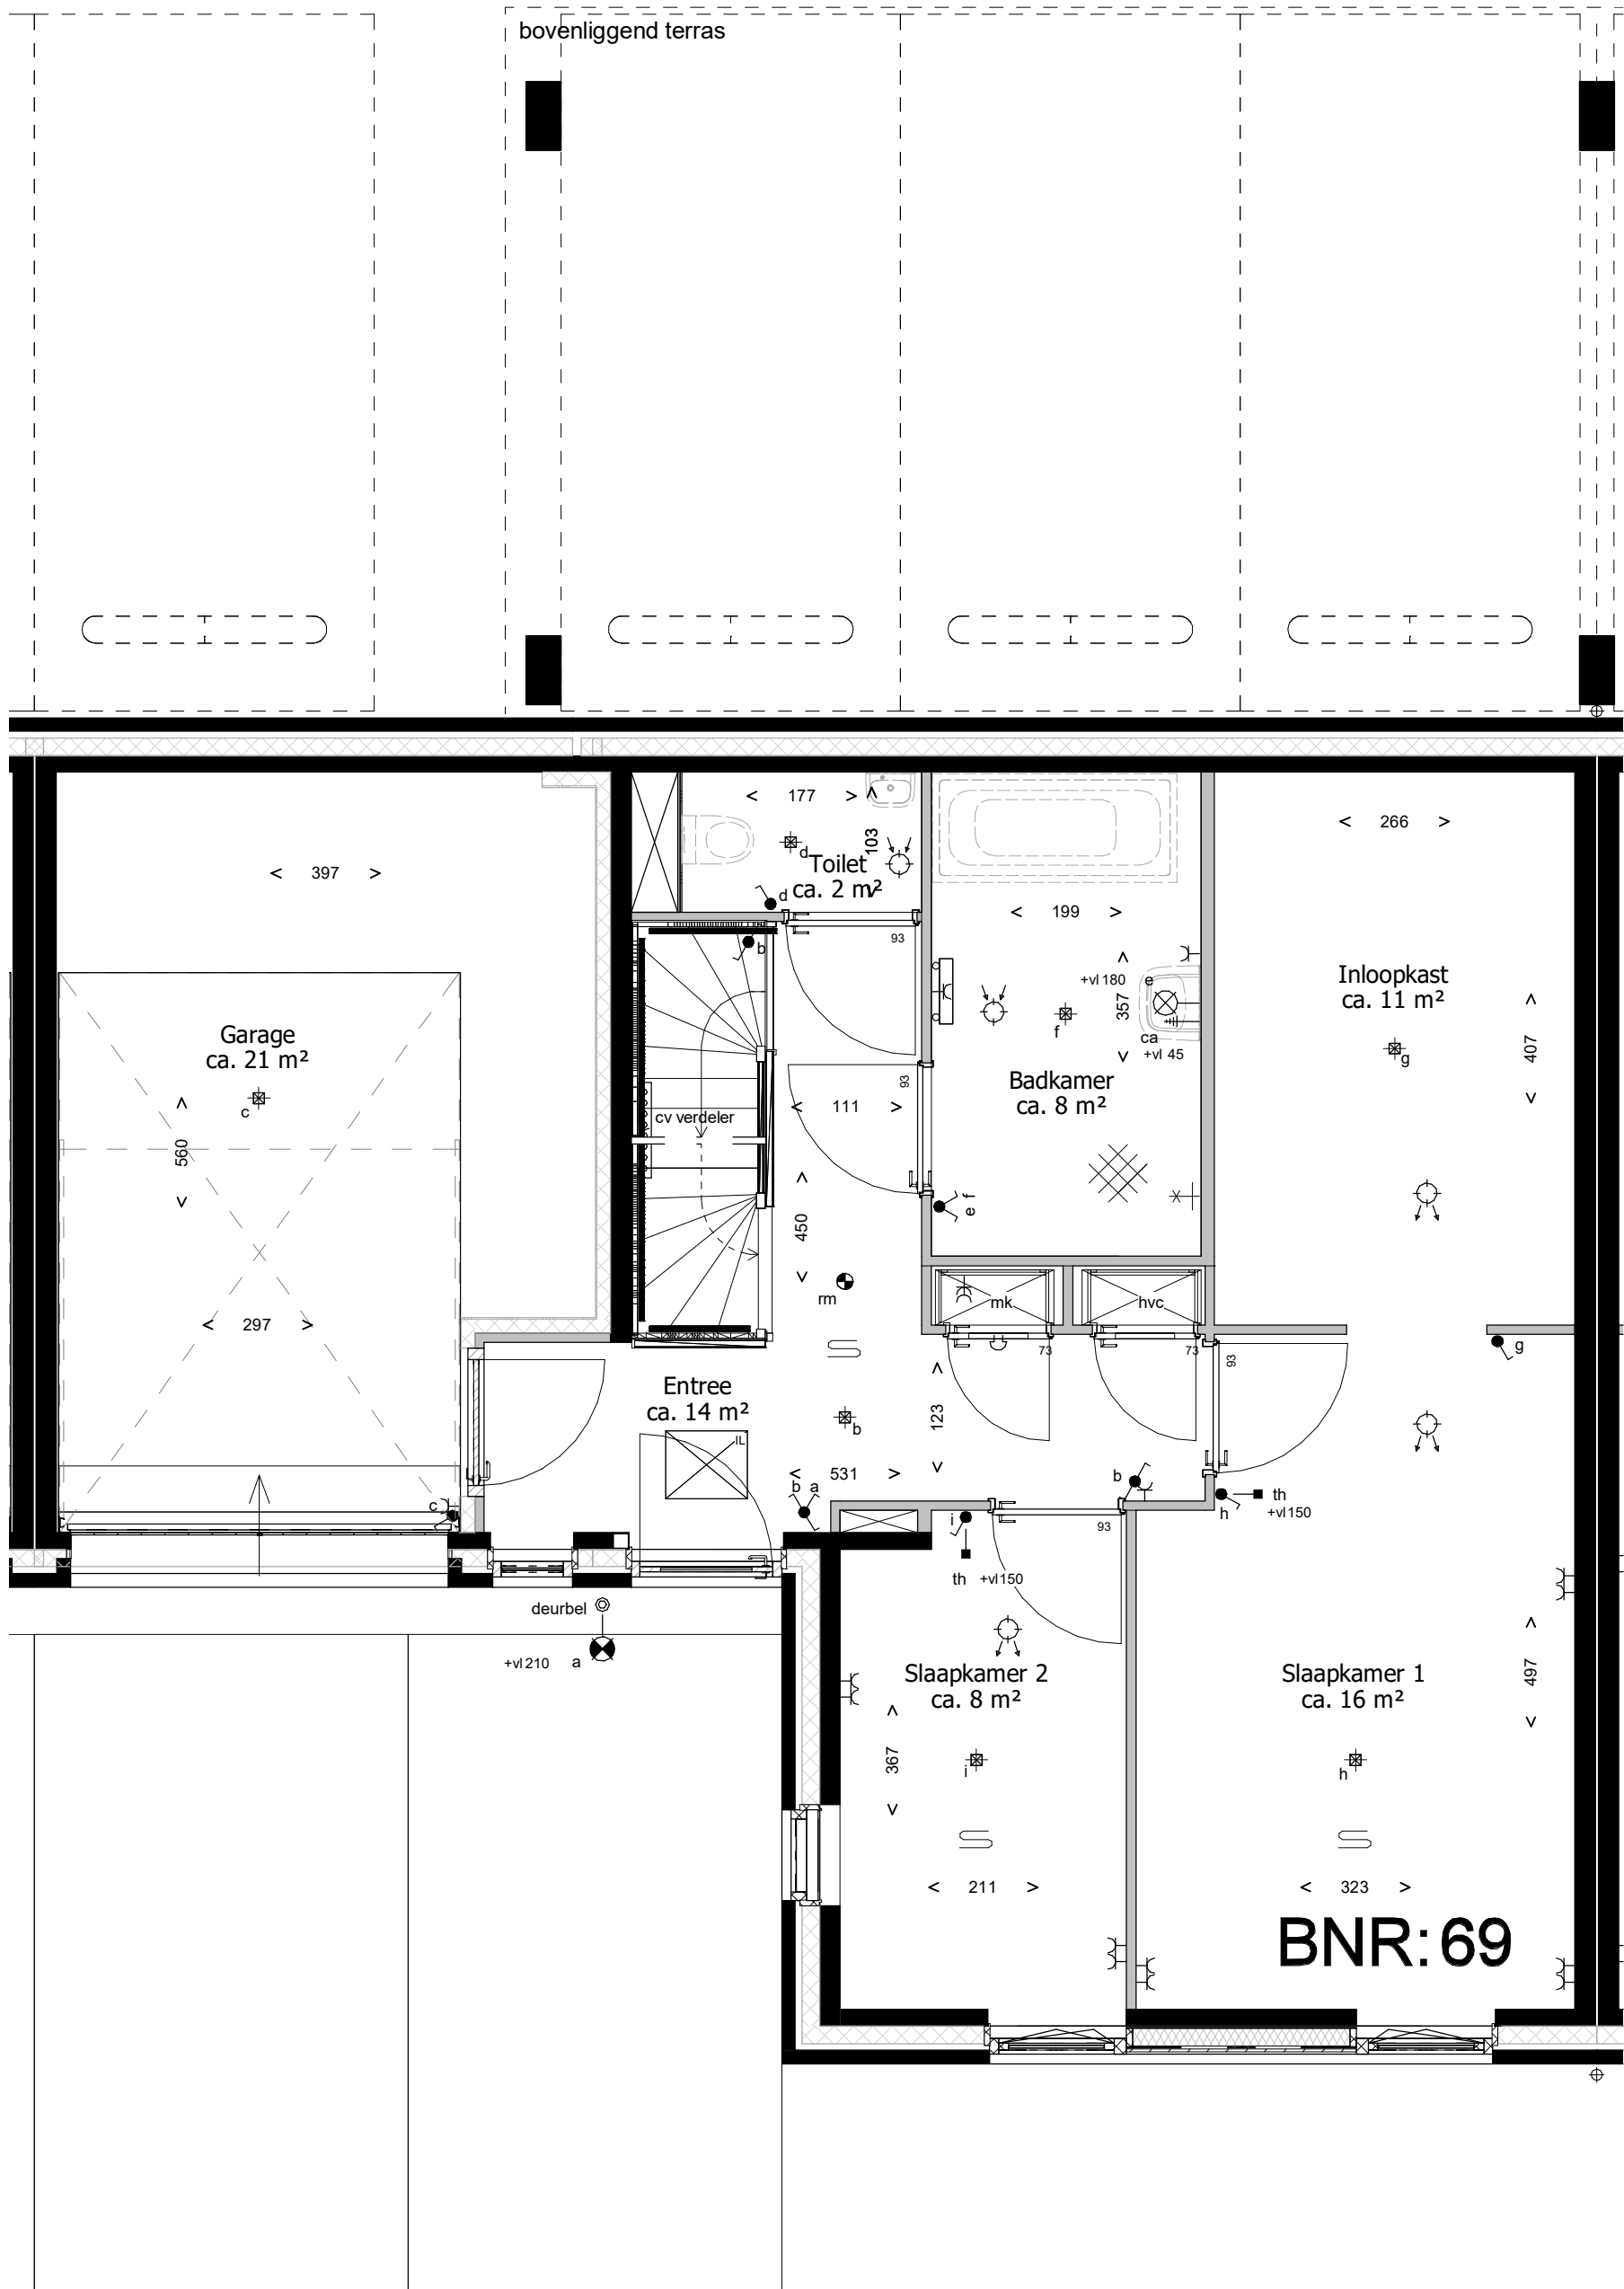 bovenliggend terras
177
103
d
Toilet
ca. 2 m²
d
266
397
199
93
b
+vl 180
e
357
f
ca
+vl 45
Inloopkast
ca. 11 m²
407
g
Garage
ca. 21 m²
c
560
93
111
Badkamer
ca. 8 m²
cv verdeler
450
e f
rm
mk
hvc
297
73
73
93
g
Entree
ca. 14 m²
IL
b
123
531
b a
b
c
i
93
h
th
+vl 150
th
+vl 150
deurbel
+vl 210
a
Slaapkamer 2
ca. 8 m²
Slaapkamer 1
ca. 16 m²
497
367
i
h
211
323
BNR: 69